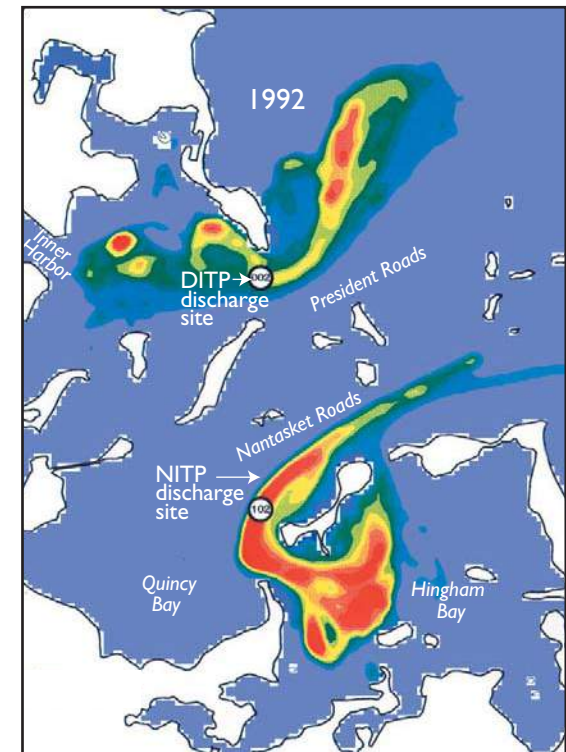 1992
Inner
Harbor
DITP
discharge
site
002
President Roads
Nantasket Roads
NITP
discharge
site
102
Quincy
Bay
Hingham
Bay